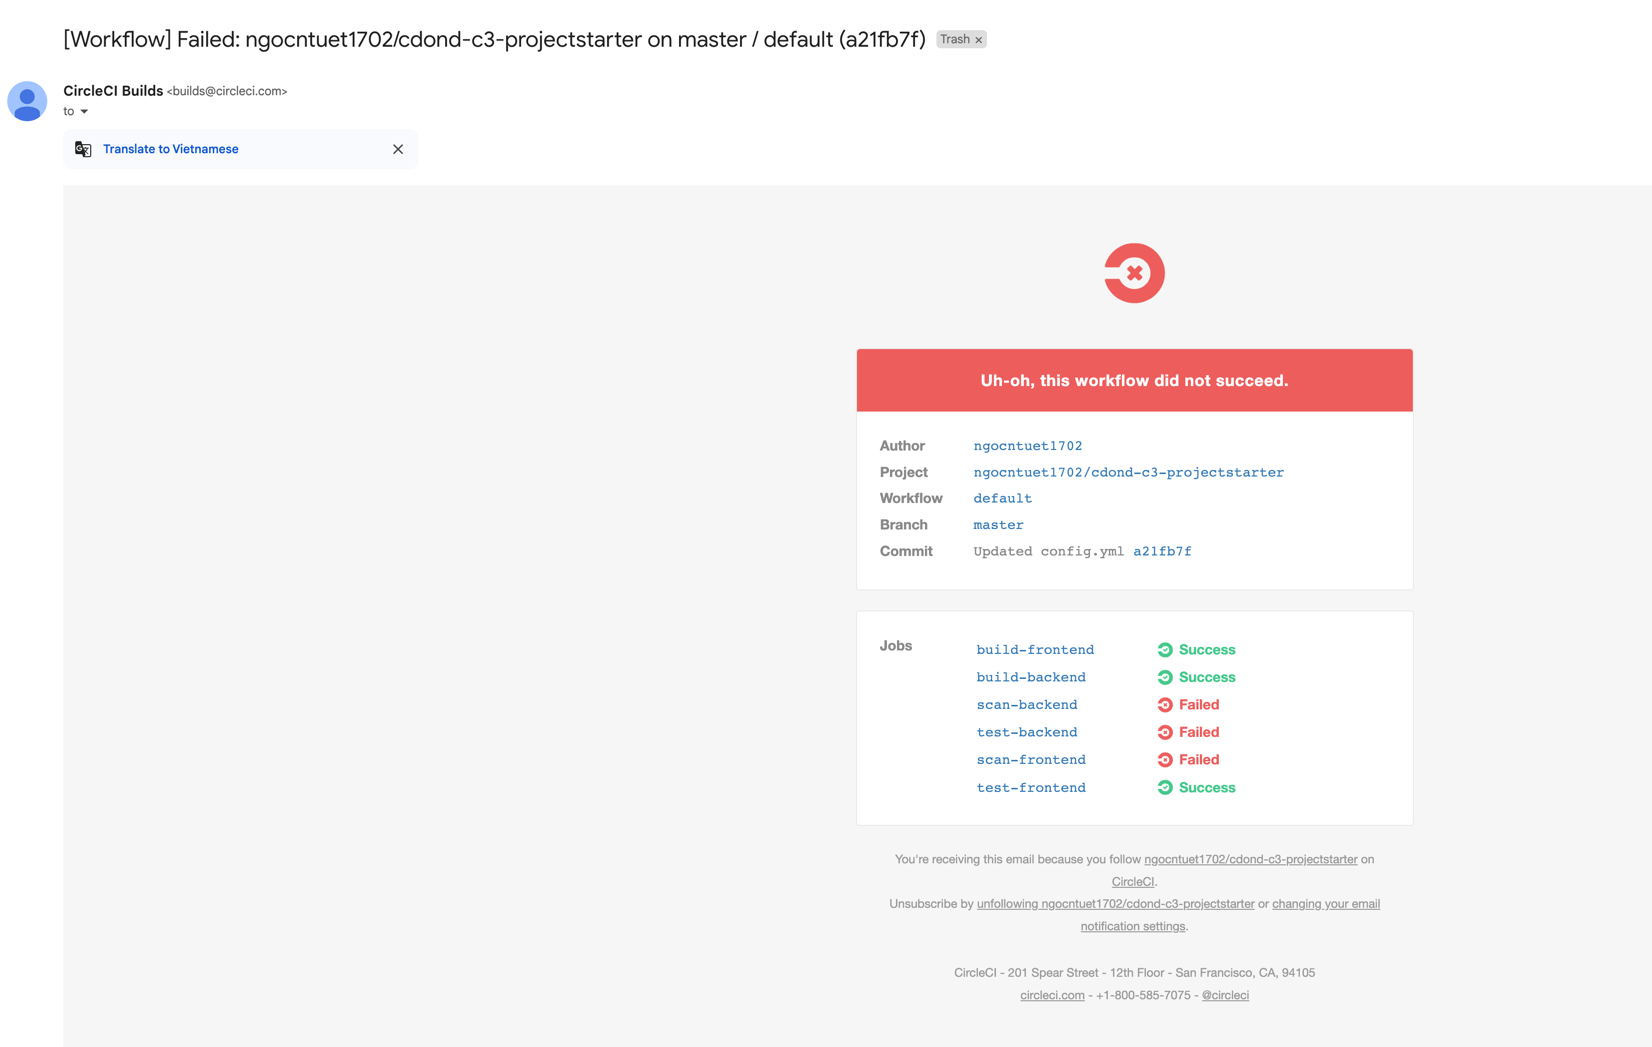 [Workflow] Failed: ngocntuet1702/cdond-c3-projectstarter on master / default (a21fb7f) Trash ×
CircleCI Builds <builds@circleci.com>
to
Translate to Vietnamese
Uh-oh, this workflow did not succeed.
Author ngocntuet1702
Project ngocntuet1702/cdond-c3-projectstarter
Workflow default
Branch master
Commit Updated config.yml a21fb7f
Jobs build-frontend Success
build-backend Success
scan-backend Failed
test-backend Failed
scan-frontend Failed
test-frontend Success
You're receiving this email because you follow ngocntuet1702/cdond-c3-projectstarter on
CircleCI.
Unsubscribe by unfollowing ngocntuet1702/cdond-c3-projectstarter or changing your email
notification settings.
CircleCI - 201 Spear Street - 12th Floor - San Francisco, CA, 94105
circleci.com - +1-800-585-7075 - @circleci